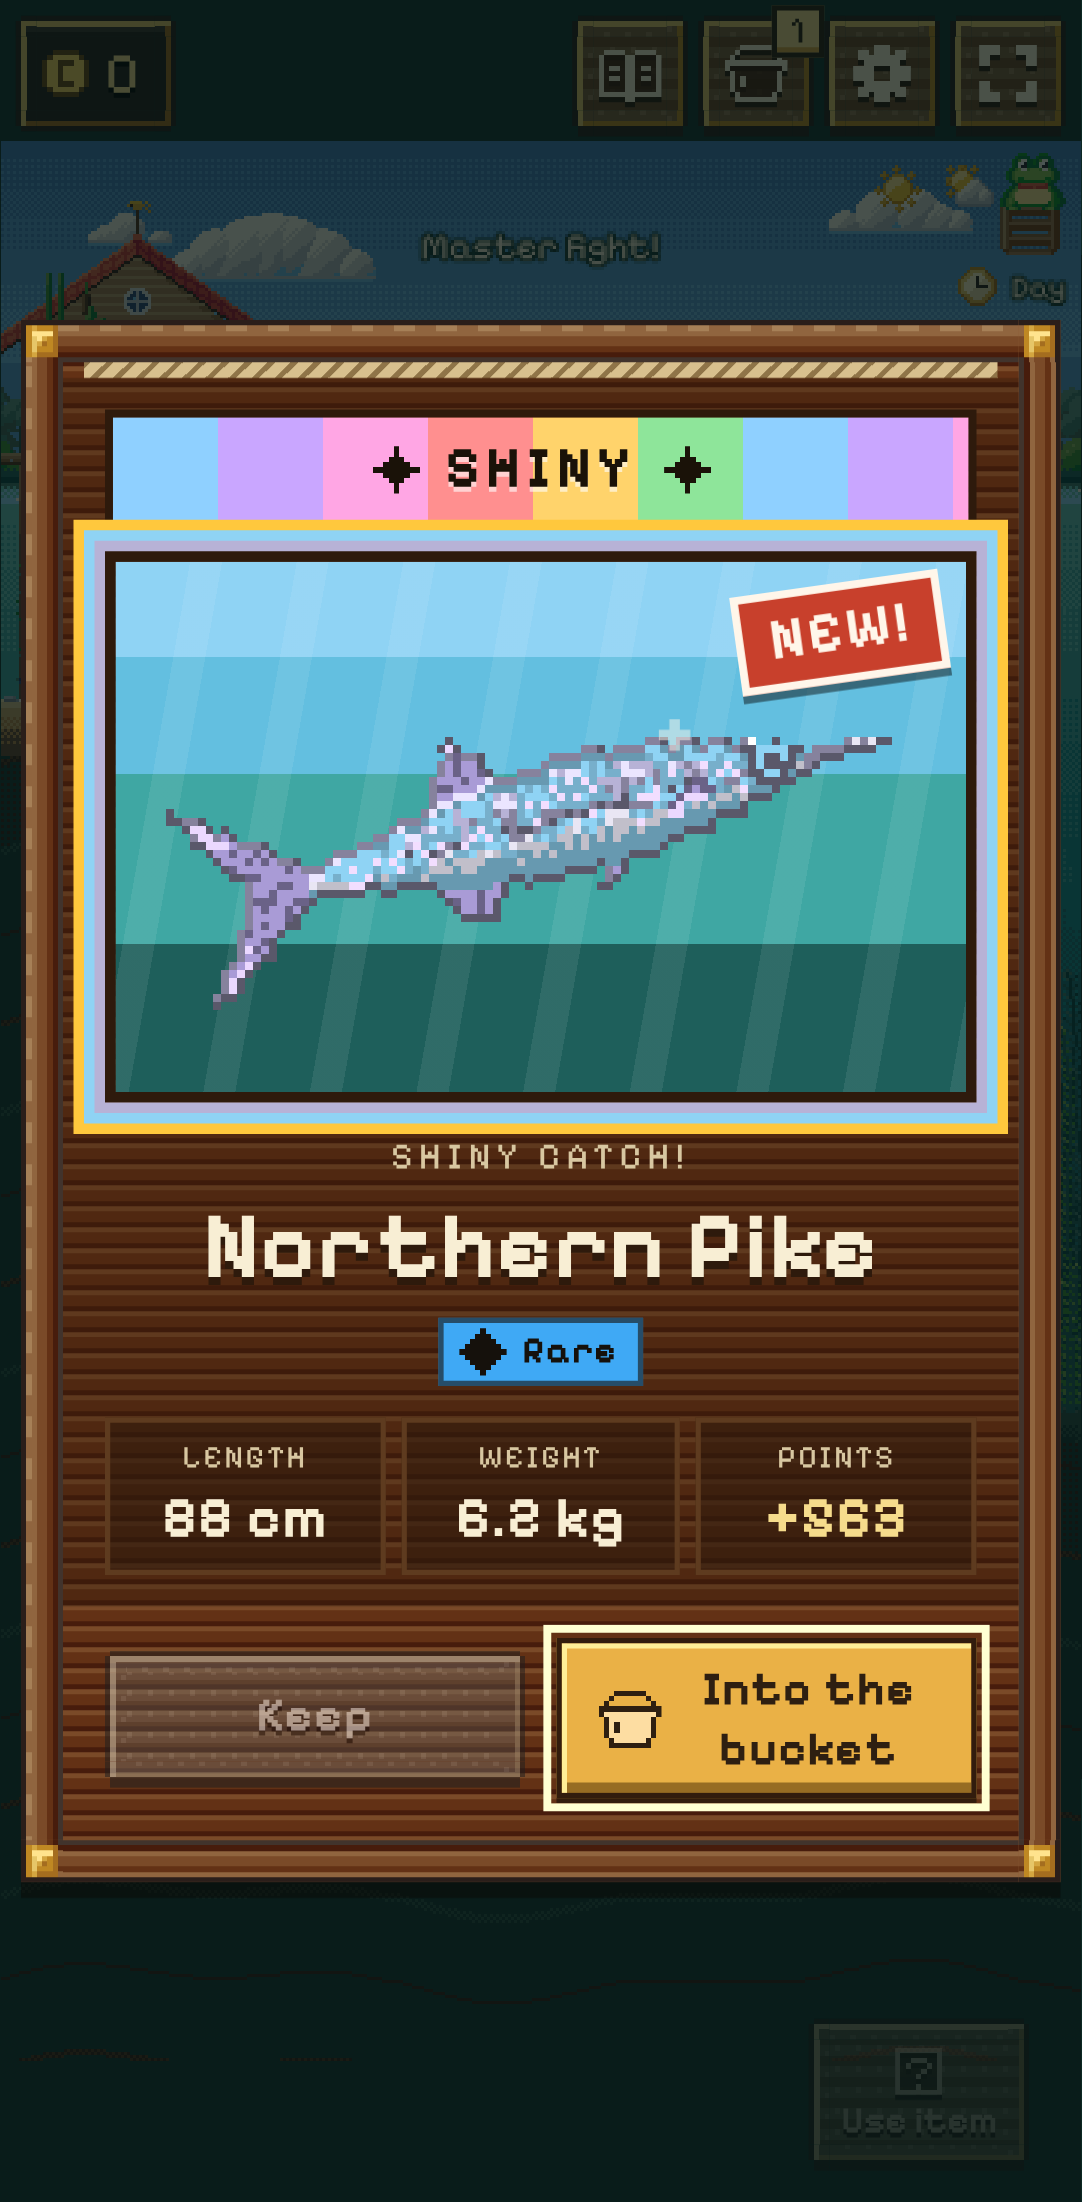 C 0
1
Master fight!
Day
SHINY
NEW!
SHINY CATCH!
Northern Pike
Rare
LENGTH WEIGHT POINTS
88 cm 6.2 kg +863
Keep
Into the
bucket
?
Use item